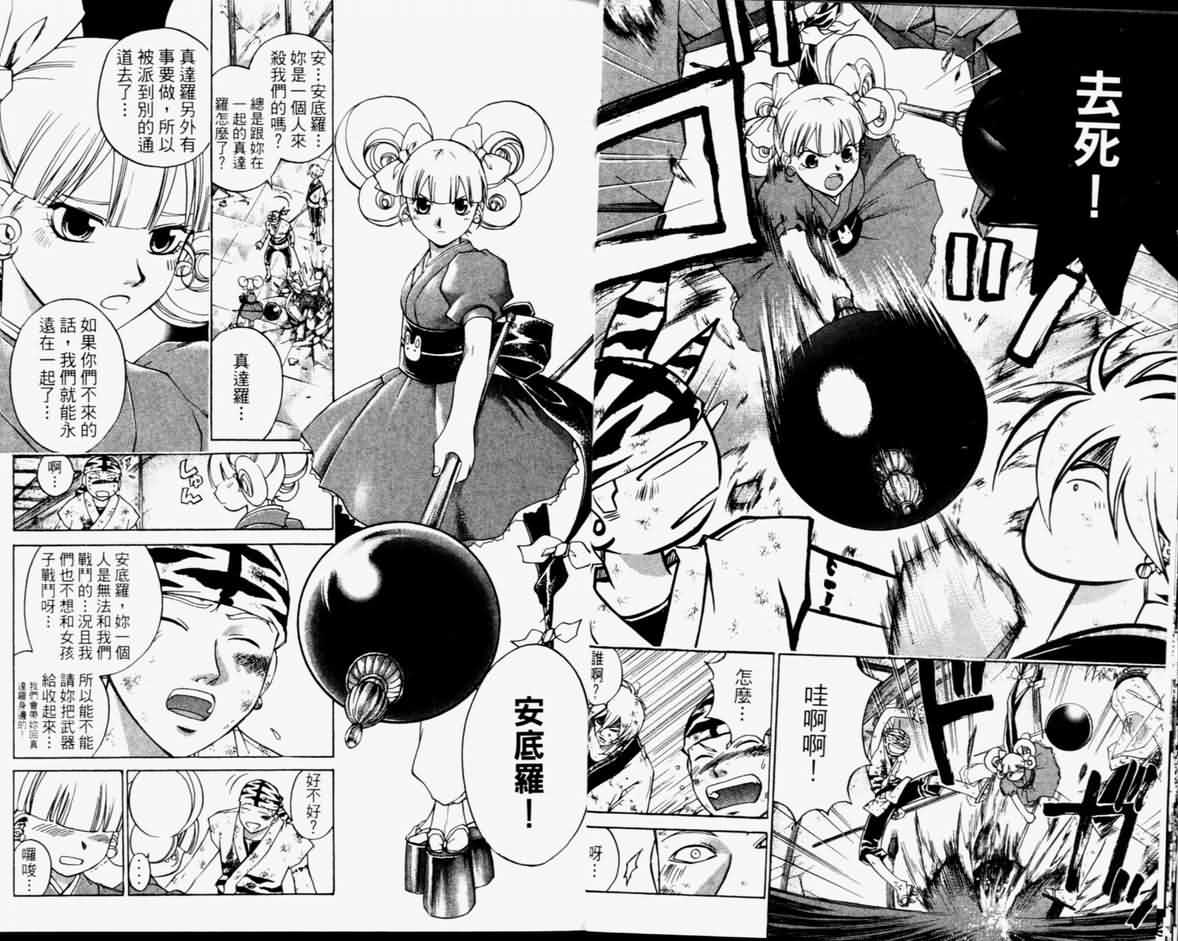 去死！
哇啊啊！
怎麼…
誰啊？
呀…
安底羅！
安…安底羅…
妳是一個人來
殺我們的嗎？
總是跟妳在
一起的真達
羅怎麼了？
真達羅…
真達羅另外有
事要做，所以
被派到別的通
道去了…
如果你們不來的
話，我們就能永
遠在一起了…
しゅん
啊…
安底羅，妳一個
人是無法和我們
戰鬥的…況且我
們也不想和女孩
子戰鬥呀…
所以能不能
請妳把武器
給收起來…
我們會帶妳回真
達羅身邊的！
好不好？
…
囉唆…